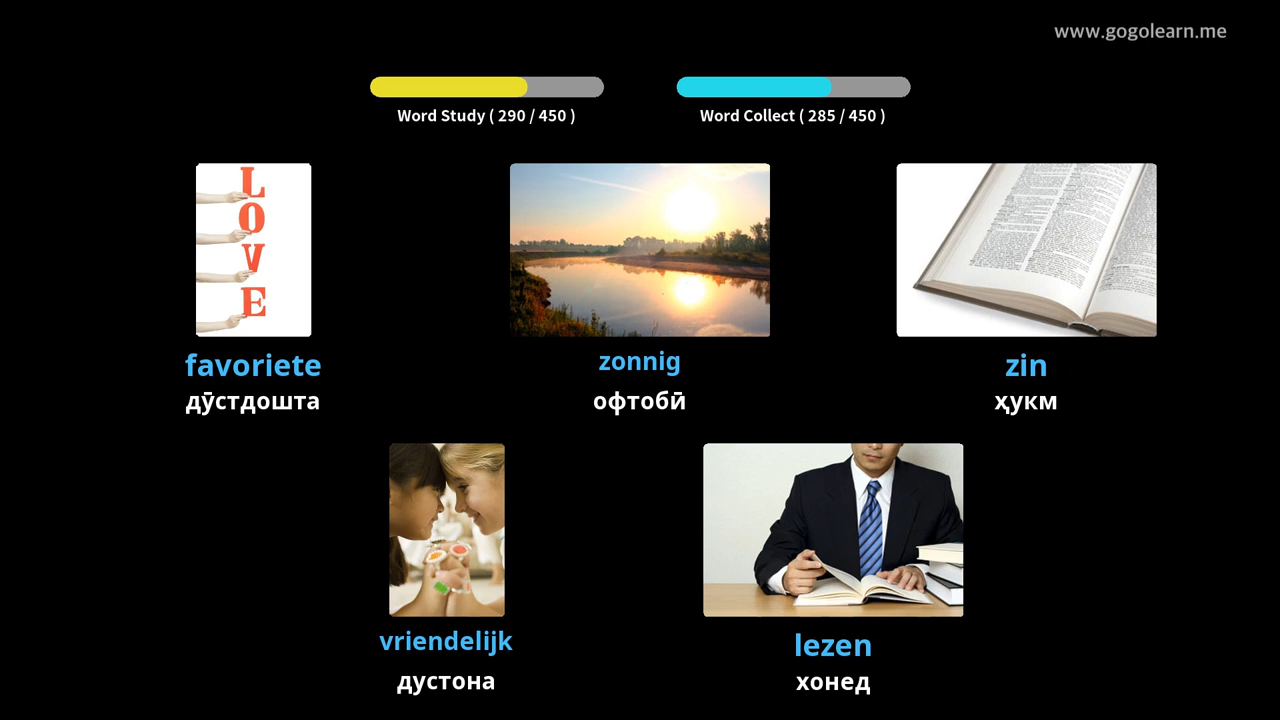 www.gogolearn.me
Word Study ( 290 / 450 )
Word Collect ( 285 / 450 )
L
O
V
E
favoriete
дӯстдошта
zonnig
офтобӣ
zin
ҳукм
vriendelijk
дустона
lezen
хонед